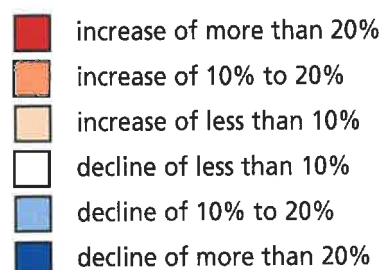 increase of more than 20%
increase of 10% to 20%
increase of less than 10%
decline of less than 10%
decline of 10% to 20%
decline of more than 20%